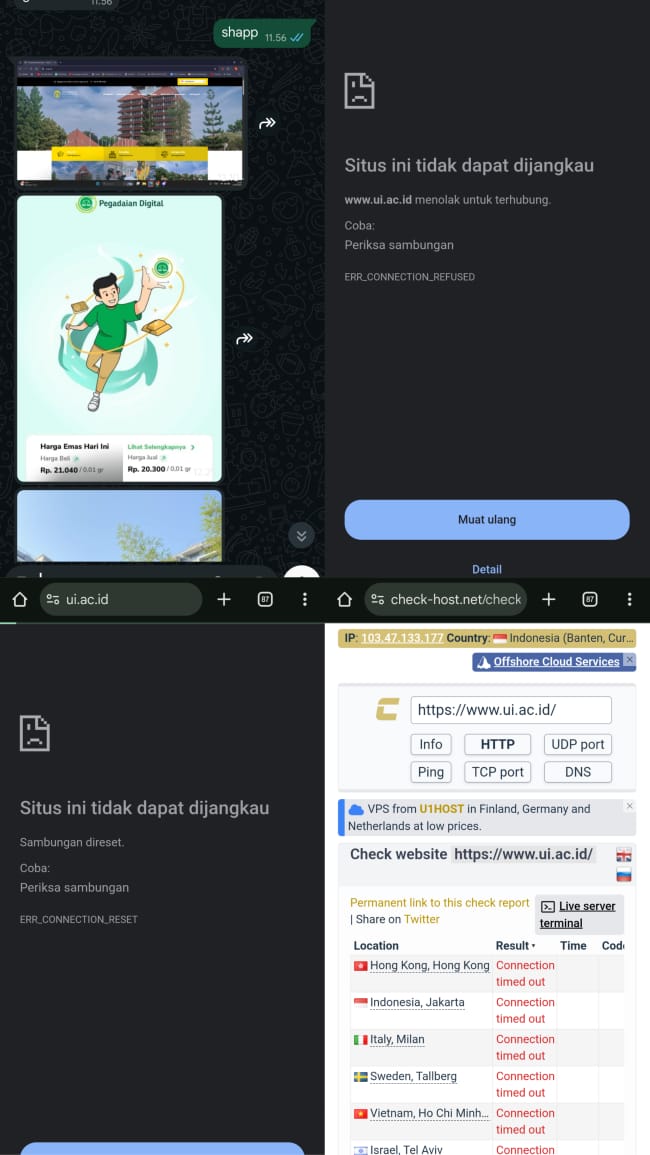 11.56
shapp 11.56
Pegadaian Digital
Harga Emas Hari Ini
Harga Beli
Rp. 21.040 / 0,01 gr
Lihat Selengkapnya
Harga Jual
Rp. 20.300 / 0,01 gr
Situs ini tidak dapat dijangkau
www.ui.ac.id menolak untuk terhubung.
Coba:
Periksa sambungan
ERR_CONNECTION_REFUSED
Muat ulang
Detail
ui.ac.id
87
Situs ini tidak dapat dijangkau
Sambungan direset.
Coba:
Periksa sambungan
ERR_CONNECTION_RESET
check-host.net/check
87
IP: 103.47.133.177 Country: Indonesia (Banten, Cur...
Offshore Cloud Services
https://www.ui.ac.id/
Info HTTP UDP port
Ping TCP port DNS
VPS from U1HOST in Finland, Germany and
Netherlands at low prices.
Check website https://www.ui.ac.id/
Permanent link to this check report
| Share on Twitter
Live server
terminal
Location Result Time Code
Hong Kong, Hong Kong Connection
timed out
Indonesia, Jakarta Connection
timed out
Italy, Milan Connection
timed out
Sweden, Tallberg Connection
timed out
Vietnam, Ho Chi Minh... Connection
timed out
Israel, Tel Aviv Connection